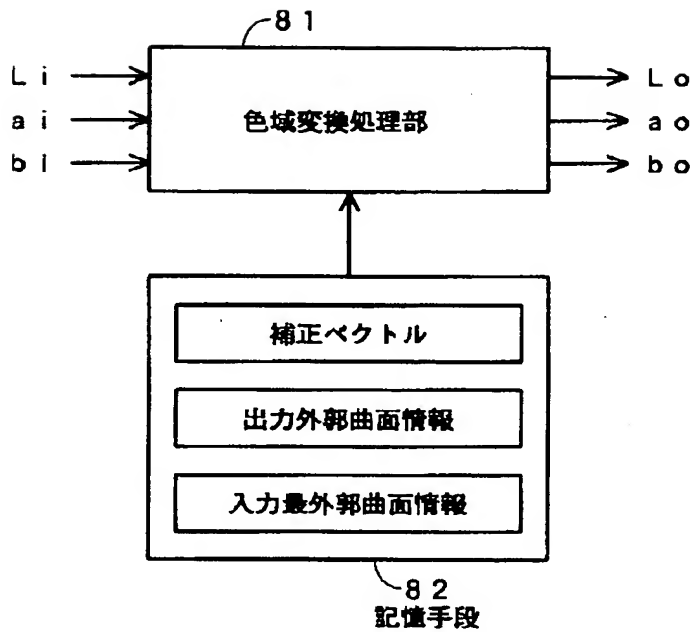 81
Li
ai
bi
色域変換処理部
Lo
ao
bo
補正ベクトル
出力外郭曲面情報
入力最外郭曲面情報
82
記憶手段